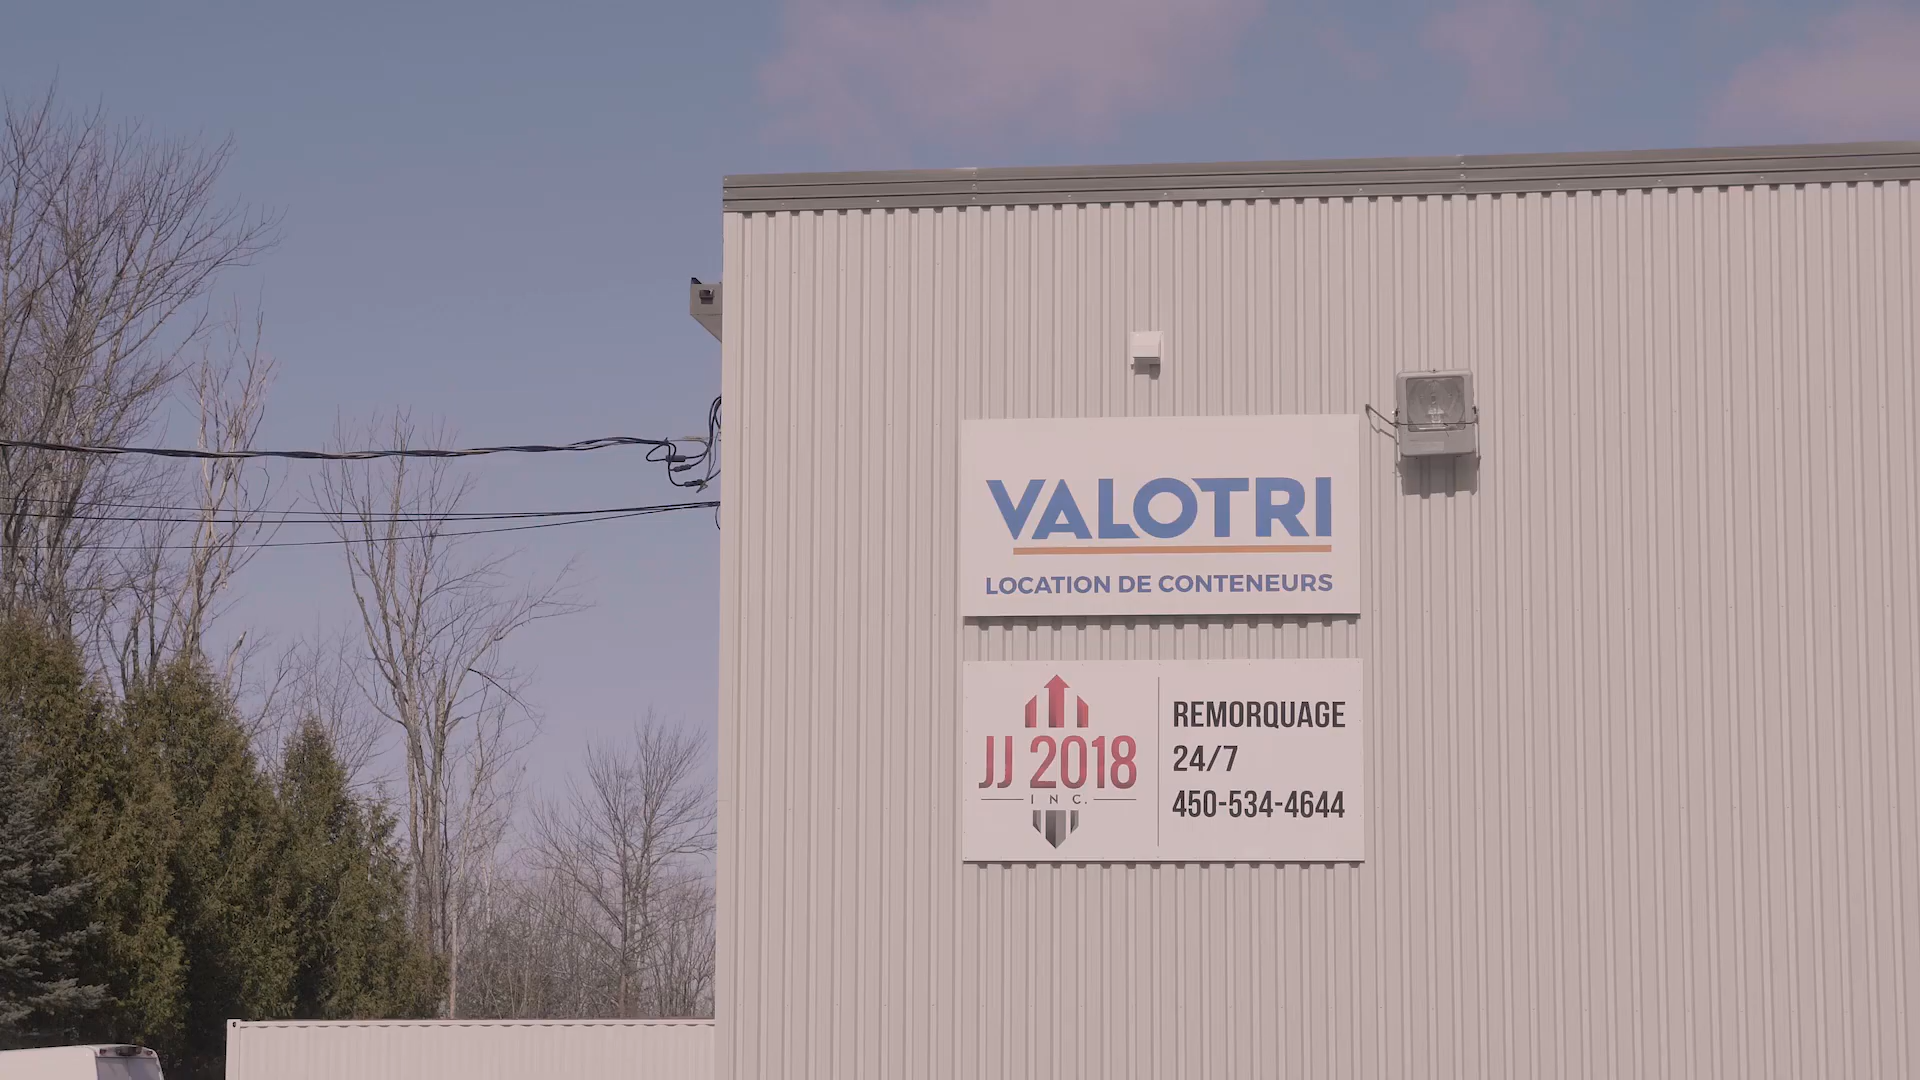 VALOTRI
LOCATION DE CONTENEURS
JJ 2018
INC.
REMORQUAGE
24/7
450-534-4644